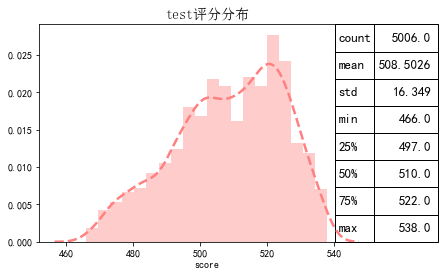 test评分分布
0.025
0.020
0.015
0.010
0.005
0.000
460 480 500 520 540
score
count 5006.0
mean 508.5026
std 16.349
min 466.0
25% 497.0
50% 510.0
75% 522.0
max 538.0